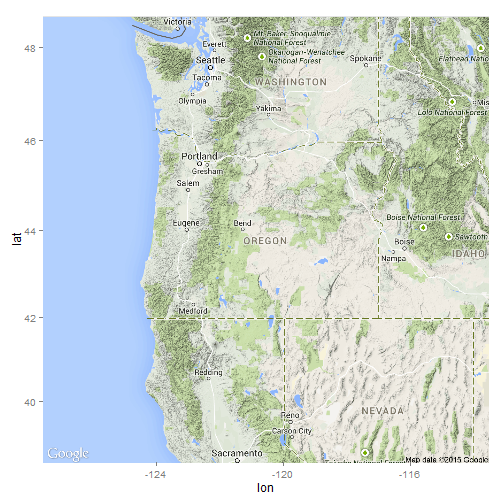 Victoria
48
Mt. Baker-Snoqualmie
National Forest
Everett
Okanogan-Wenatchee
National Forest
Flathead Nati
Seattle
Spokane
Tacoma
WASHINGTON
Olympia
Mis
Yakima
Lolo National Forest
46
Portland
Gresham
Salem
Boise National Forest
Eugene
Bend
44
lat
OREGON
Boise
Sawtooth
IDAHO
Nampa
Medford
42
Redding
40
Reno
NEVADA
Carson City
Sacramento
National Forest
Google
Map data ©2015 Google
-124
-120
-116
lon